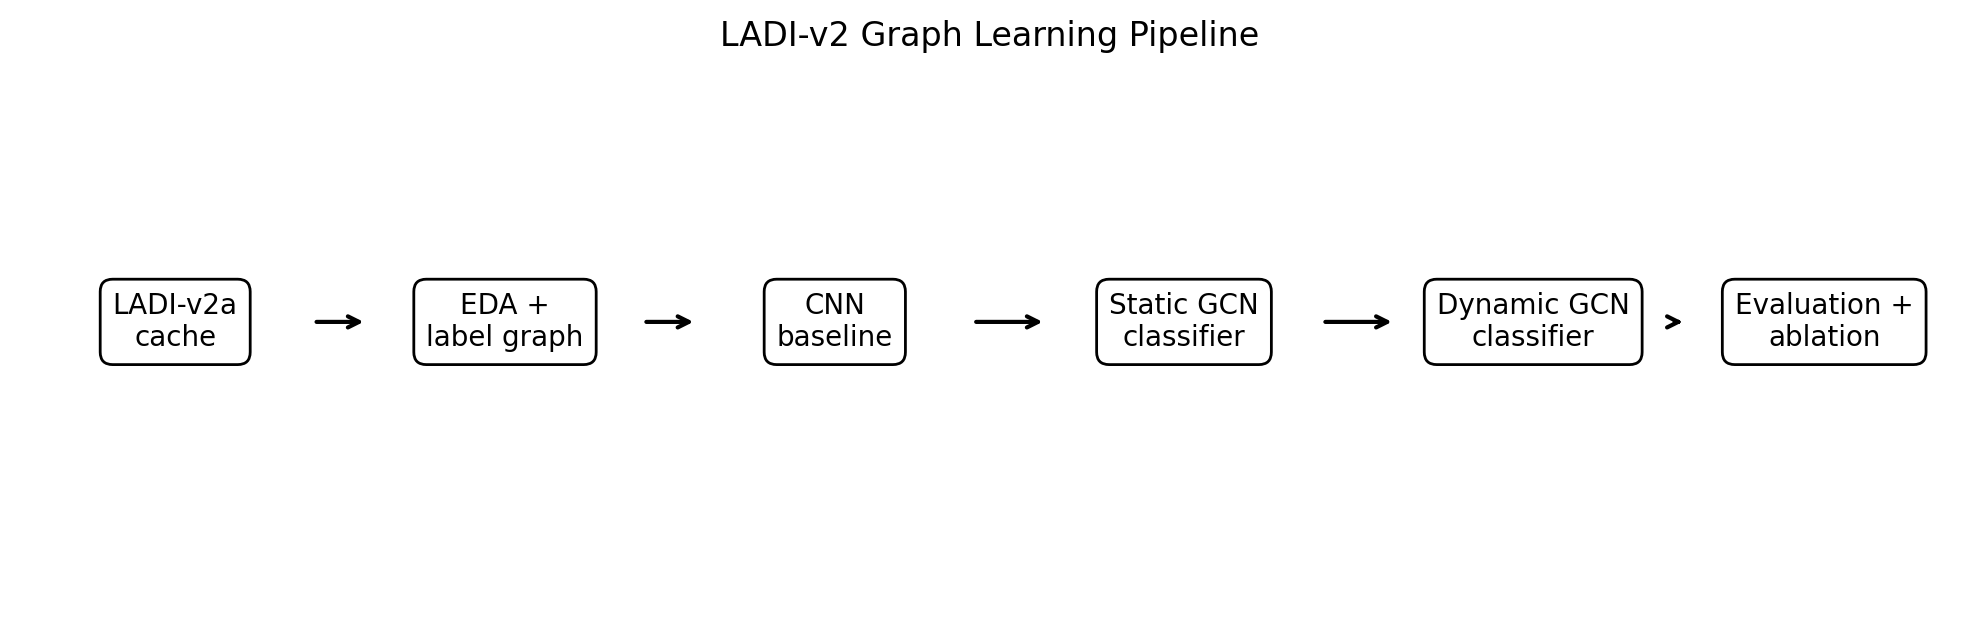 LADI-v2 Graph Learning Pipeline
LADI-v2a
cache
EDA +
label graph
CNN
baseline
Static GCN
classifier
Dynamic GCN
classifier
Evaluation +
ablation